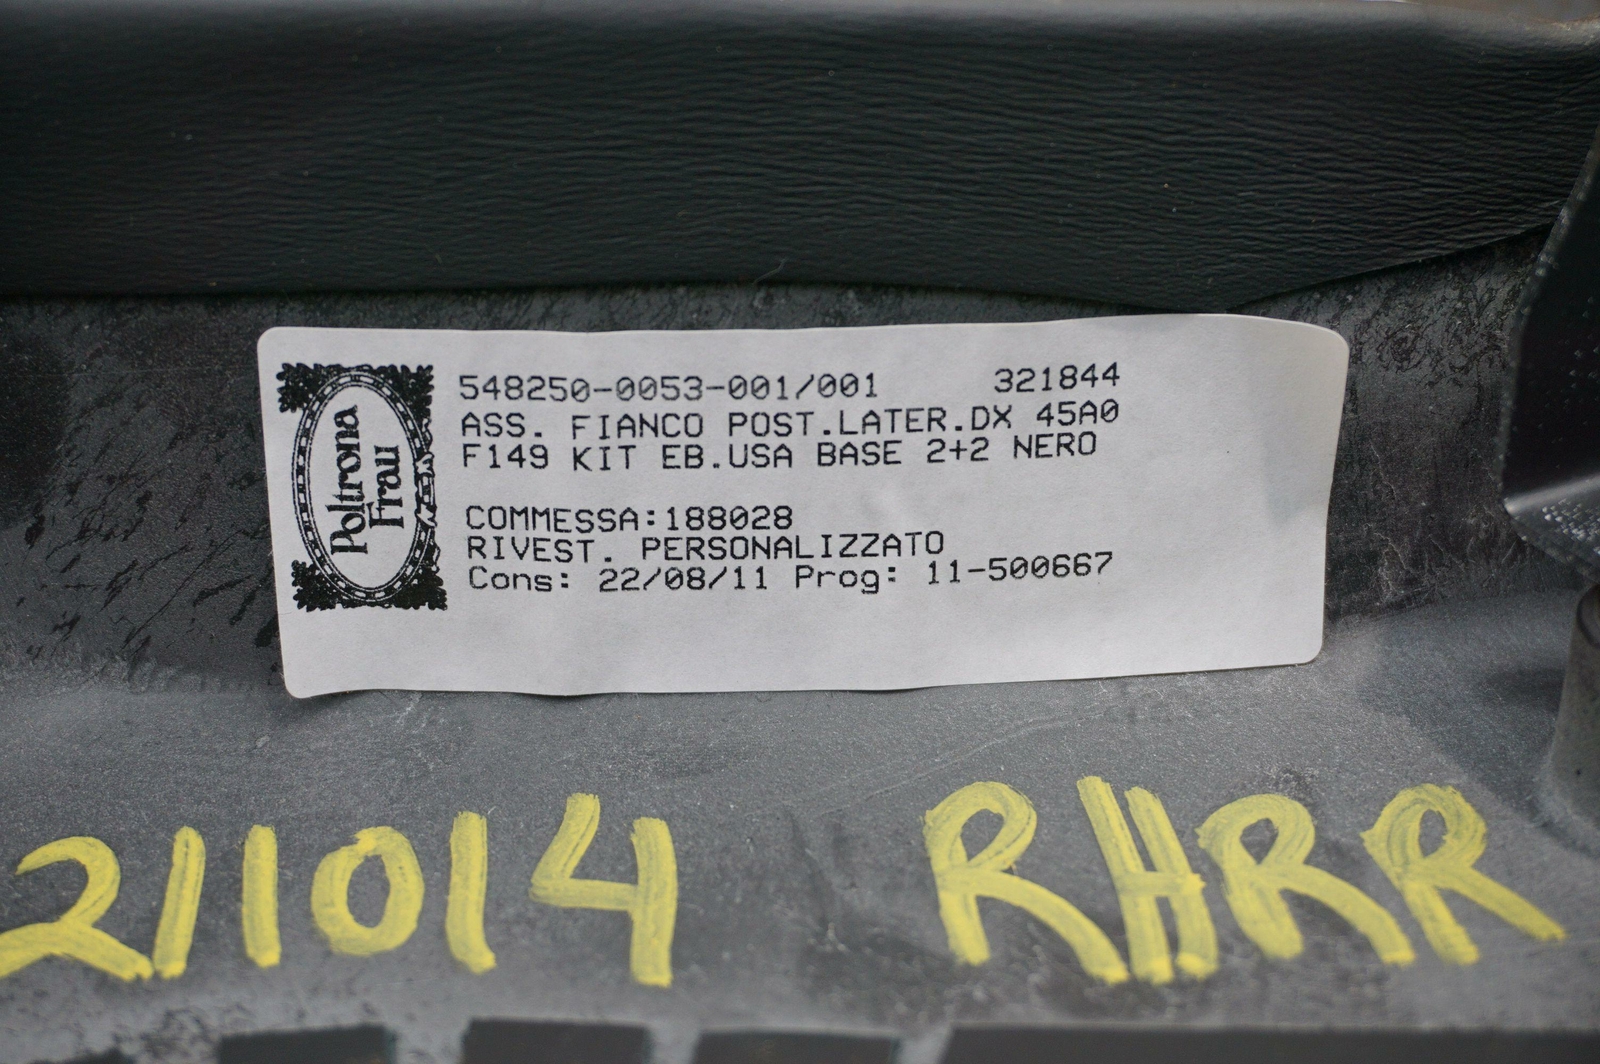 Poltrona
Frau
548250-0053-001/001 321844
ASS. FIANCO POST.LATER.DX 45A0
F149 KIT EB.USA BASE 2+2 NERO
COMMESSA:188028
RIVEST. PERSONALIZZATO
Cons: 22/08/11 Prog: 11-500667
211014 RHRR